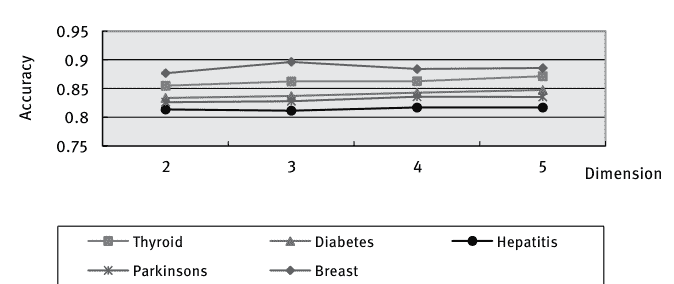 0.95
0.9
0.85
0.8
0.75
Accuracy
2 3 4 5
Dimension
Thyroid Diabetes Hepatitis
Parkinsons Breast